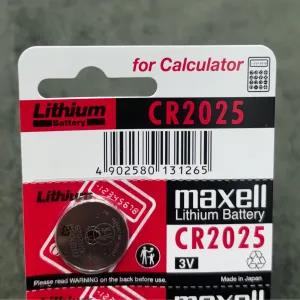 for Calculator
Lithium
Battery
CR2025
4 902580 131265
Lithium
-12345678
maxell
Lithium Battery
CR2025
3V
Please read WARNING on the back before use.
Made in Japan